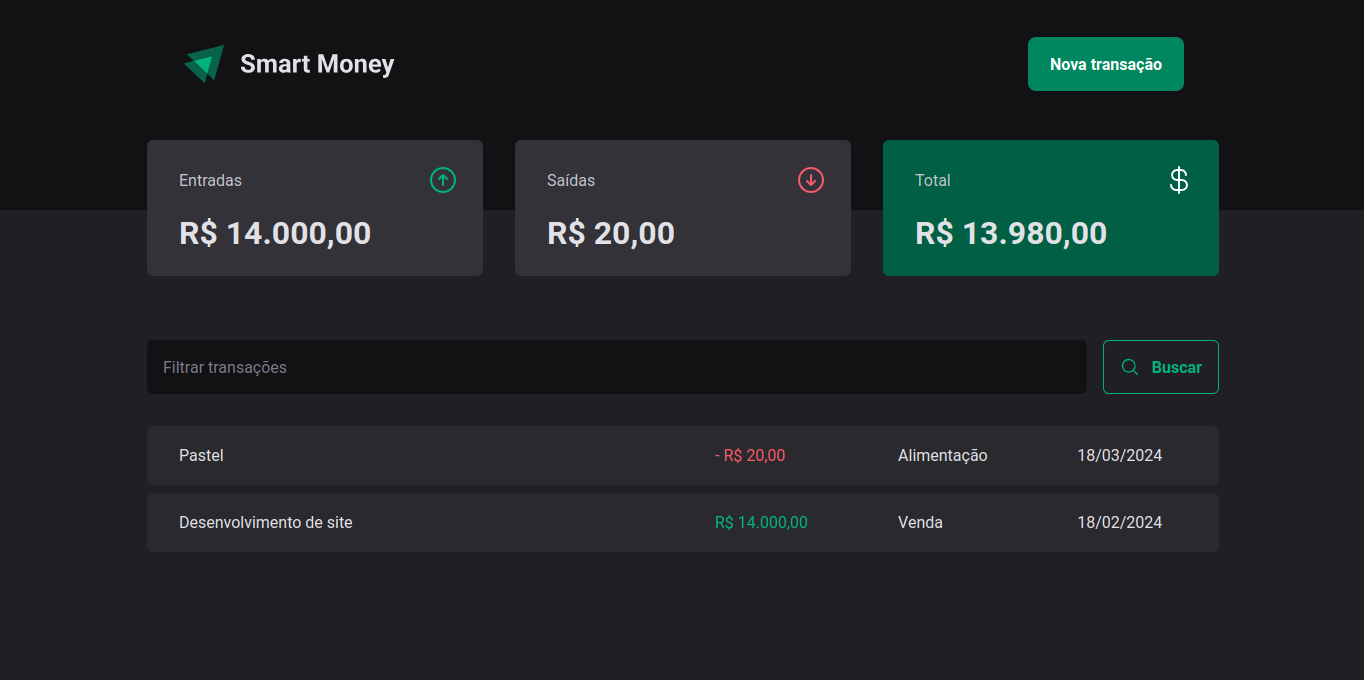 Smart Money
Nova transação
Entradas
R$ 14.000,00
Saídas
R$ 20,00
Total
$
R$ 13.980,00
Filtrar transações
Buscar
Pastel - R$ 20,00 Alimentação 18/03/2024
Desenvolvimento de site R$ 14.000,00 Venda 18/02/2024